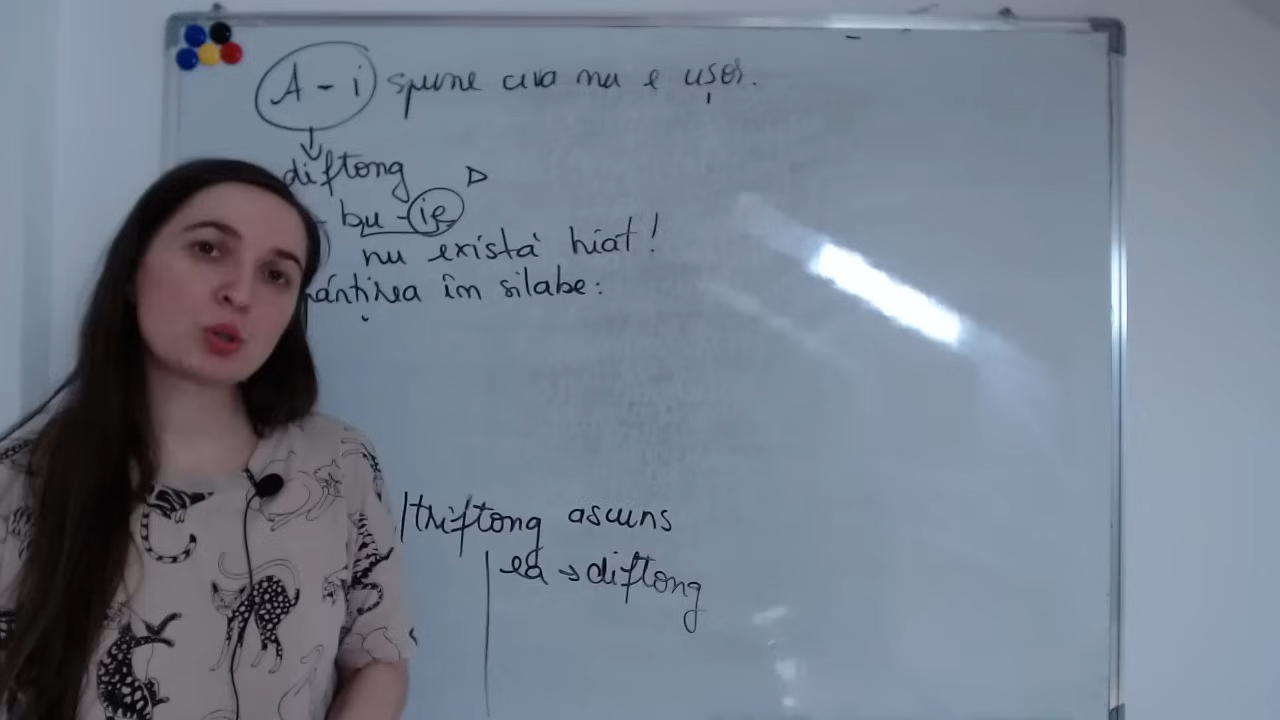 A-i spune ceva nu e ușor.
diftong
bu-ie
nu există hiat!
în silabe:
triftong ascuns
ea → diftong